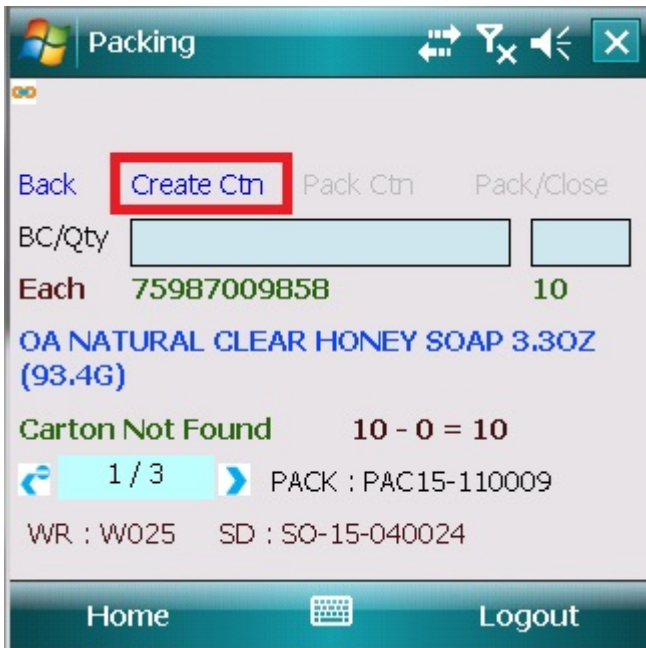 Packing
Back Create Ctn Pack Ctn Pack/Close
BC/Qty
Each 75987009858 10
OA NATURAL CLEAR HONEY SOAP 3.3OZ
(93.4G)
Carton Not Found 10 - 0 = 10
1 / 3 PACK : PAC15-110009
WR : W025 SD : SO-15-040024
Home Logout